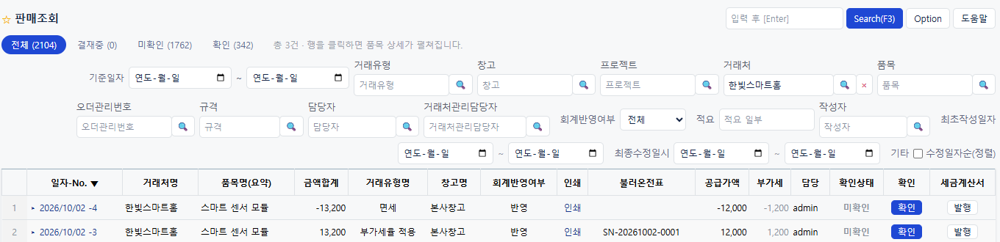 ☆ 판매조회
입력 후 [Enter] Search(F3) Option 도움말
전체 (2104) 결재중 (0) 미확인 (1762) 확인 (342) 총 3건 · 행을 클릭하면 품목 상세가 펼쳐집니다.
기준일자 연도-월-일 ~ 연도-월-일
거래유형 창고 프로젝트 거래처 품목
거래유형 창고 프로젝트 한빛스마트홈 × 품목
오더관리번호 규격 담당자 거래처관리담당자 작성자
오더관리번호 규격 담당자 거래처관리담당자 회계반영여부 전체 적요 적요 일부 작성자 최초작성일자
연도-월-일 ~ 연도-월-일 최종수정일시 연도-월-일 ~ 연도-월-일 기타 수정일자순(정렬)
일자-No. ▼ 거래처명 품목명(요약) 금액합계 거래유형명 창고명 회계반영여부 인쇄 불러온전표 공급가액 부가세 담당 확인상태 확인 세금계산서
1 ▸ 2026/10/02 -4 한빛스마트홈 스마트 센서 모듈 -13,200 면세 본사창고 반영 인쇄 -12,000 -1,200 admin 미확인 확인 발행
2 ▸ 2026/10/02 -3 한빛스마트홈 스마트 센서 모듈 13,200 부가세율 적용 본사창고 반영 인쇄 SN-20261002-0001 12,000 1,200 admin 미확인 확인 발행